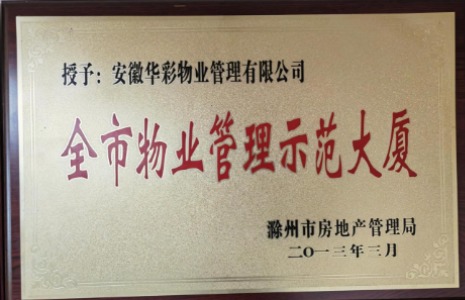 授予：安徽华彩物业管理有限公司
全市物业管理示范大厦
滁州市房地产管理局
二〇一三年三月